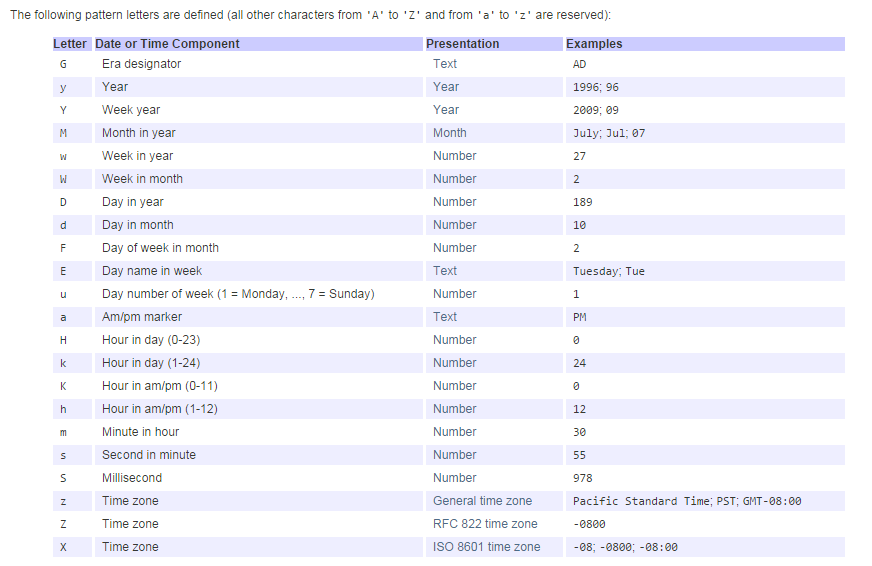 The following pattern letters are defined (all other characters from 'A' to 'Z' and from 'a' to 'z' are reserved):
Letter Date or Time Component Presentation Examples
G Era designator Text AD
y Year Year 1996; 96
Y Week year Year 2009; 09
M Month in year Month July; Jul; 07
w Week in year Number 27
W Week in month Number 2
D Day in year Number 189
d Day in month Number 10
F Day of week in month Number 2
E Day name in week Text Tuesday; Tue
u Day number of week (1 = Monday, ..., 7 = Sunday) Number 1
a Am/pm marker Text PM
H Hour in day (0-23) Number 0
k Hour in day (1-24) Number 24
K Hour in am/pm (0-11) Number 0
h Hour in am/pm (1-12) Number 12
m Minute in hour Number 30
s Second in minute Number 55
S Millisecond Number 978
z Time zone General time zone Pacific Standard Time; PST; GMT-08:00
Z Time zone RFC 822 time zone -0800
X Time zone ISO 8601 time zone -08; -0800; -08:00